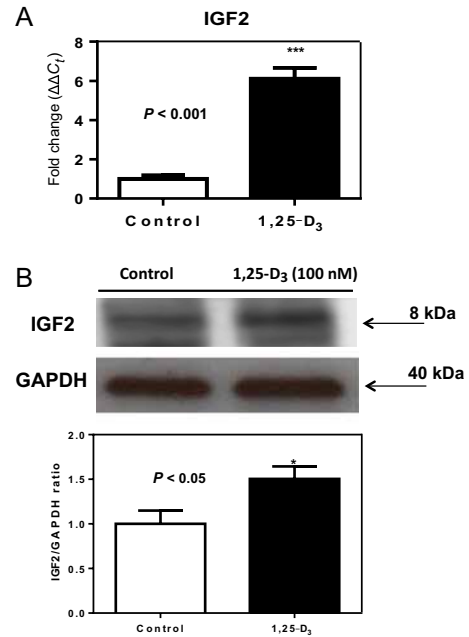 A
IGF2
Fold change (ΔΔCt)
8
6
4
2
0
***
P < 0.001
Control
1,25-D3
B
Control
1,25-D3 (100 nM)
IGF2
8 kDa
GAPDH
40 kDa
IGF2/GAPDH ratio
2.0
1.5
1.0
0.5
0.0
*
P < 0.05
Control
1,25-D3